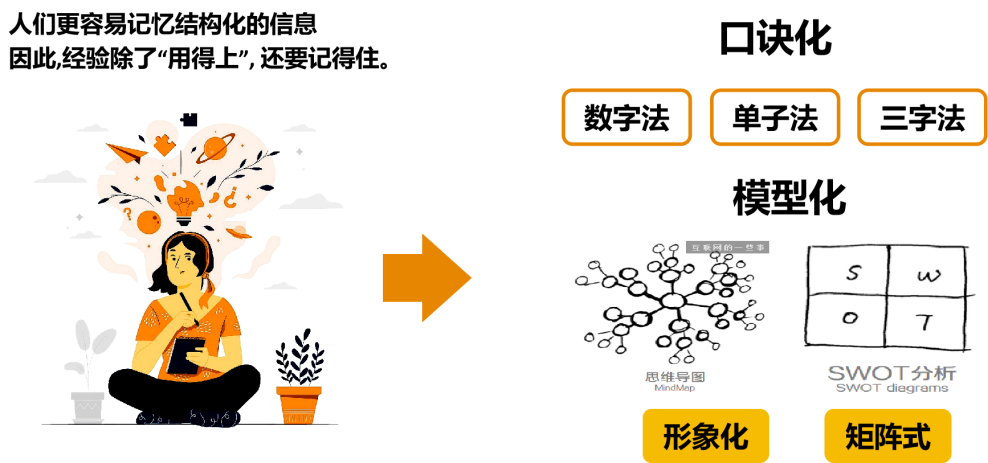 人们更容易记忆结构化的信息
因此,经验除了“用得上”, 还要记得住。
口诀化
数字法
单子法
三字法
模型化
互联网的一些事
S
W
O
T
思维导图
MindMap
SWOT分析
SWOT diagrams
形象化
矩阵式